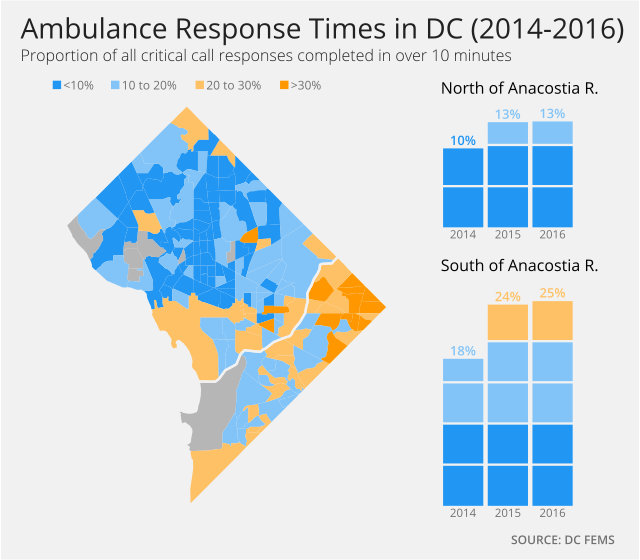 Ambulance Response Times in DC (2014-2016)
Proportion of all critical call responses completed in over 10 minutes
<10% 10 to 20% 20 to 30% >30%
North of Anacostia R.
10% 13% 13%
2014 2015 2016
South of Anacostia R.
18% 24% 25%
2014 2015 2016
SOURCE: DC FEMS